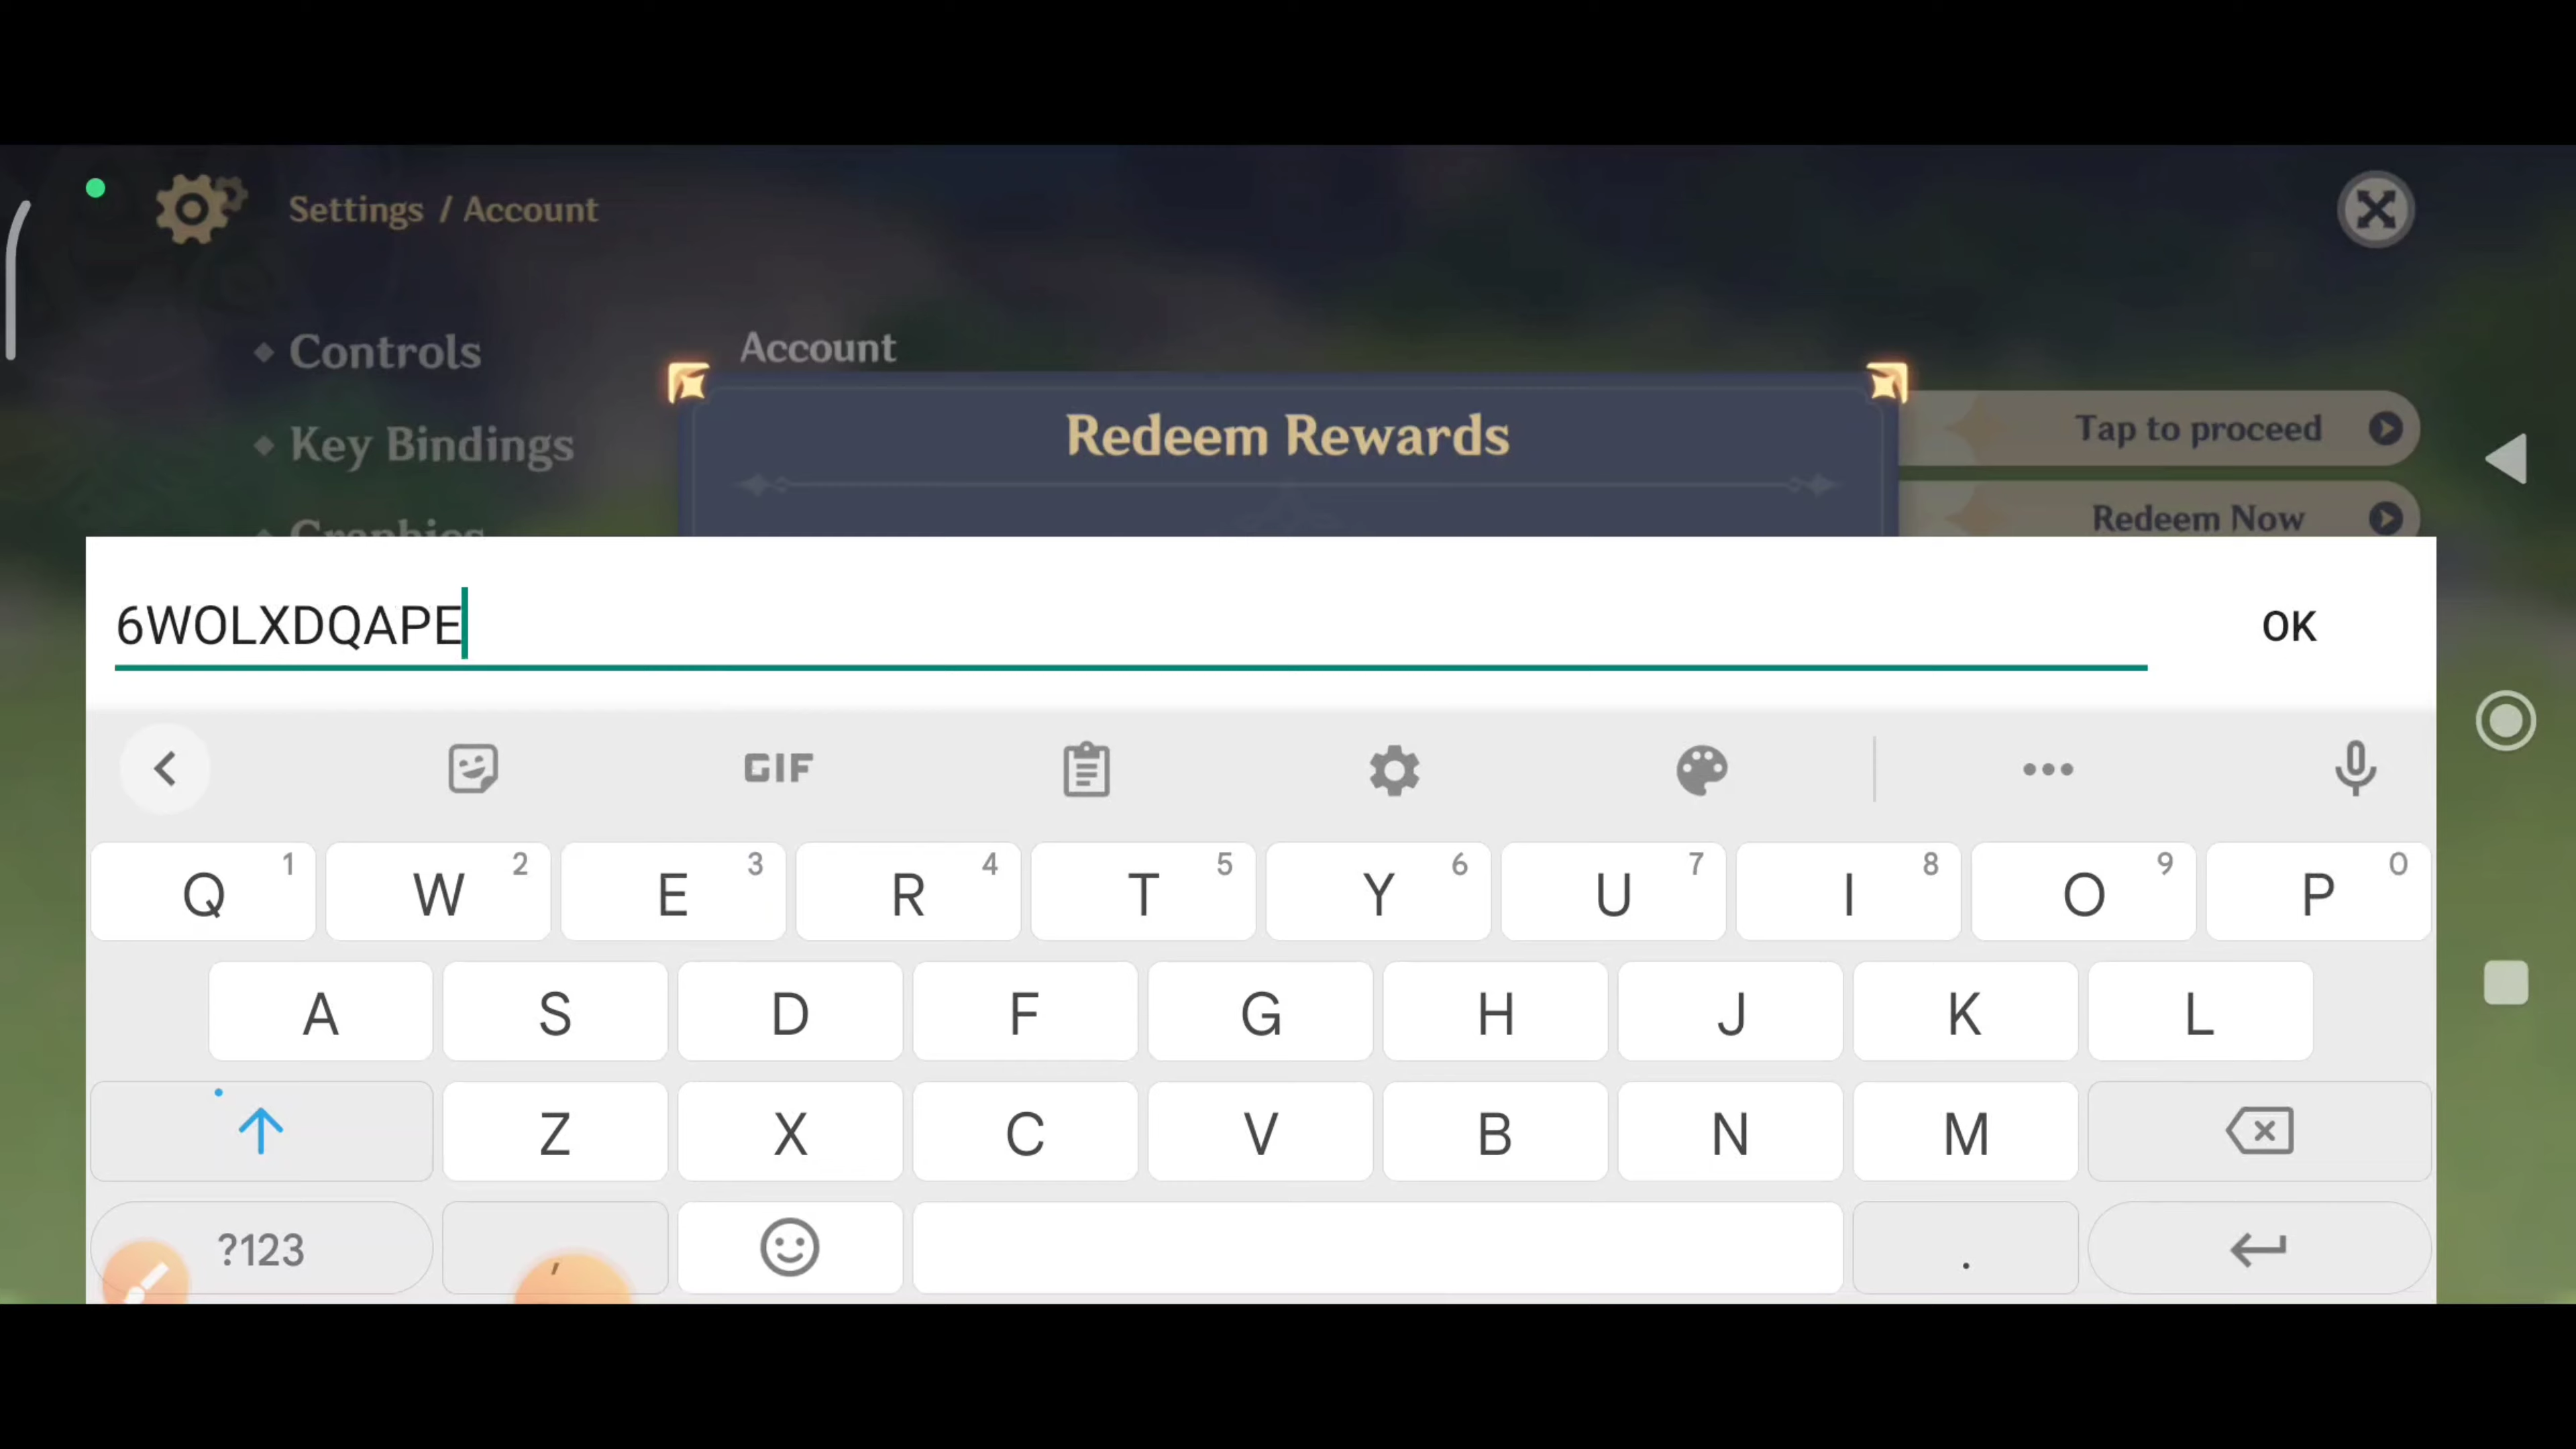 Settings / Account
Controls
Account
Key Bindings
Redeem Rewards
Tap to proceed
Graphics
Redeem Now
6WOLXDQAPE
OK
GIF
Q 1 W 2 E 3 R 4 T 5 Y 6 U 7 I 8 O 9 P 0
A S D F G H J K L
Z X C V B N M
?123 , .